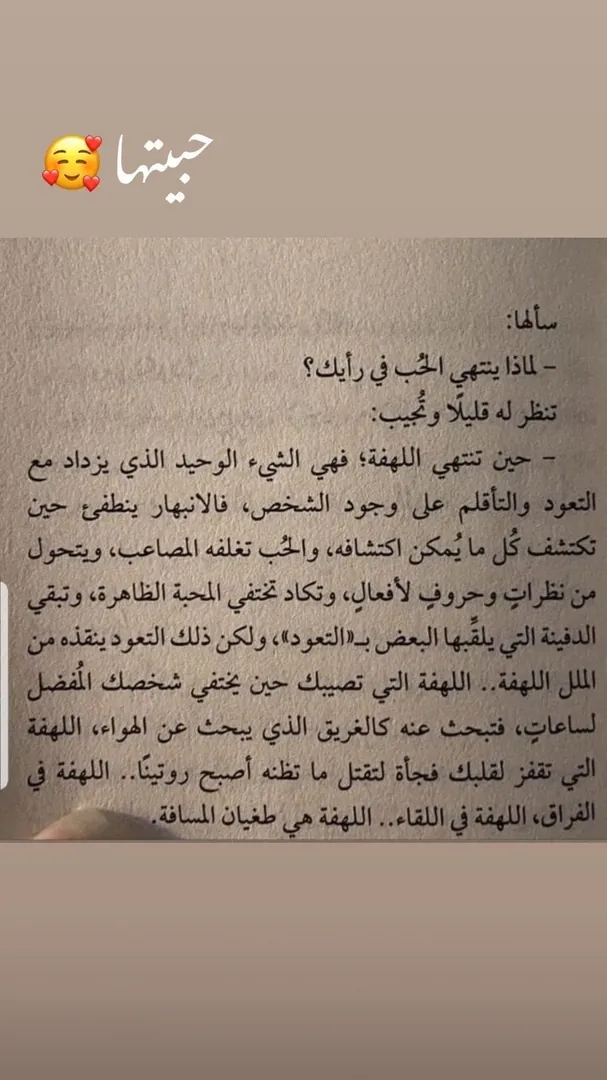 حبيتها 🥰
سألها:
– لماذا ينتهي الحُب في رأيك؟
تنظر له قليلًا وتُجيب:
– حين تنتهي اللهفة؛ فهي الشيء الوحيد الذي يزداد مع
التعود والتأقلم على وجود الشخص، فالانبهار ينطفئ حين
تكتشف كُل ما يُمكن اكتشافه، والحُب تغلفه المصاعب، ويتحول
من نظراتٍ وحروفٍ لأفعالٍ، وتكاد تختفي المحبة الظاهرة، وتبقي
الدفينة التي يلقِّبها البعض بـ«التعود»، ولكن ذلك التعود ينقذه من
الملل اللهفة.. اللهفة التي تصيبك حين يختفي شخصك المُفضل
لساعاتٍ، فتبحث عنه كالغريق الذي يبحث عن الهواء، اللهفة
التي تقفز لقلبك فجأة لتقتل ما تظنه أصبح روتينًا.. اللهفة في
الفراق، اللهفة في اللقاء.. اللهفة هي طغيان المسافة.